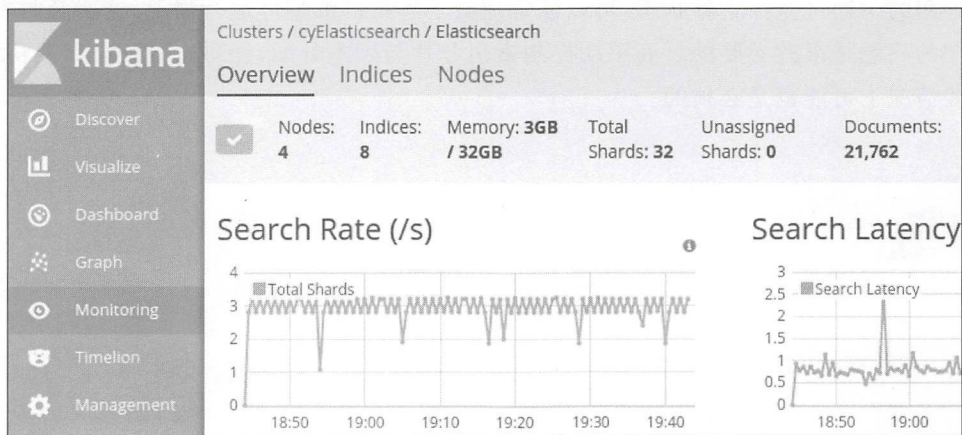 kibana
Discover
Visualize
Dashboard
Graph
Monitoring
Timelion
Management
Clusters / cyElasticsearch / Elasticsearch
Overview Indices Nodes
Nodes: 4
Indices: 8
Memory: 3GB / 32GB
Total Shards: 32
Unassigned Shards: 0
Documents: 21,762
Search Rate (/s)
4
3
2
1
0
Total Shards
18:50 19:00 19:10 19:20 19:30 19:40
Search Latency
3
2.5
2
1.5
1
0.5
0
Search Latency
18:50 19:00